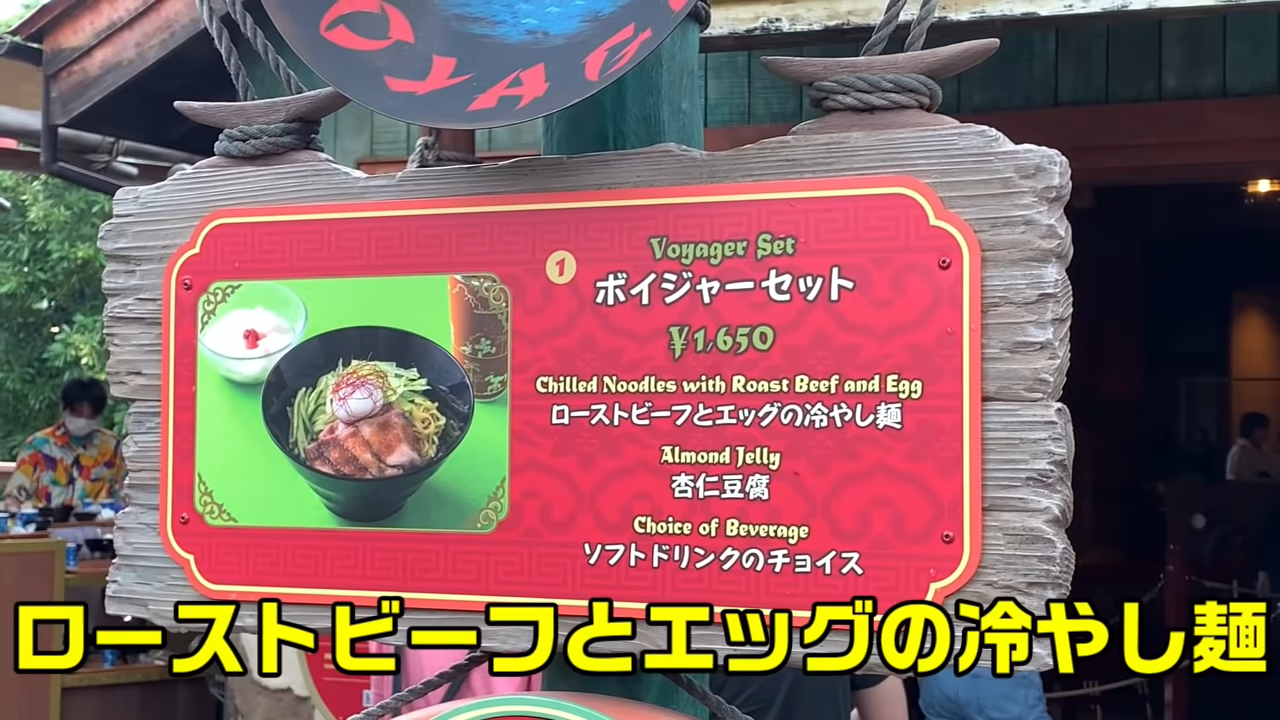 Voyager Set
1
ボイジャーセット
¥1,650
Chilled Noodles with Roast Beef and Egg
ローストビーフとエッグの冷やし麺
Almond Jelly
杏仁豆腐
Choice of Beverage
ソフトドリンクのチョイス
ローストビーフとエッグの冷やし麺